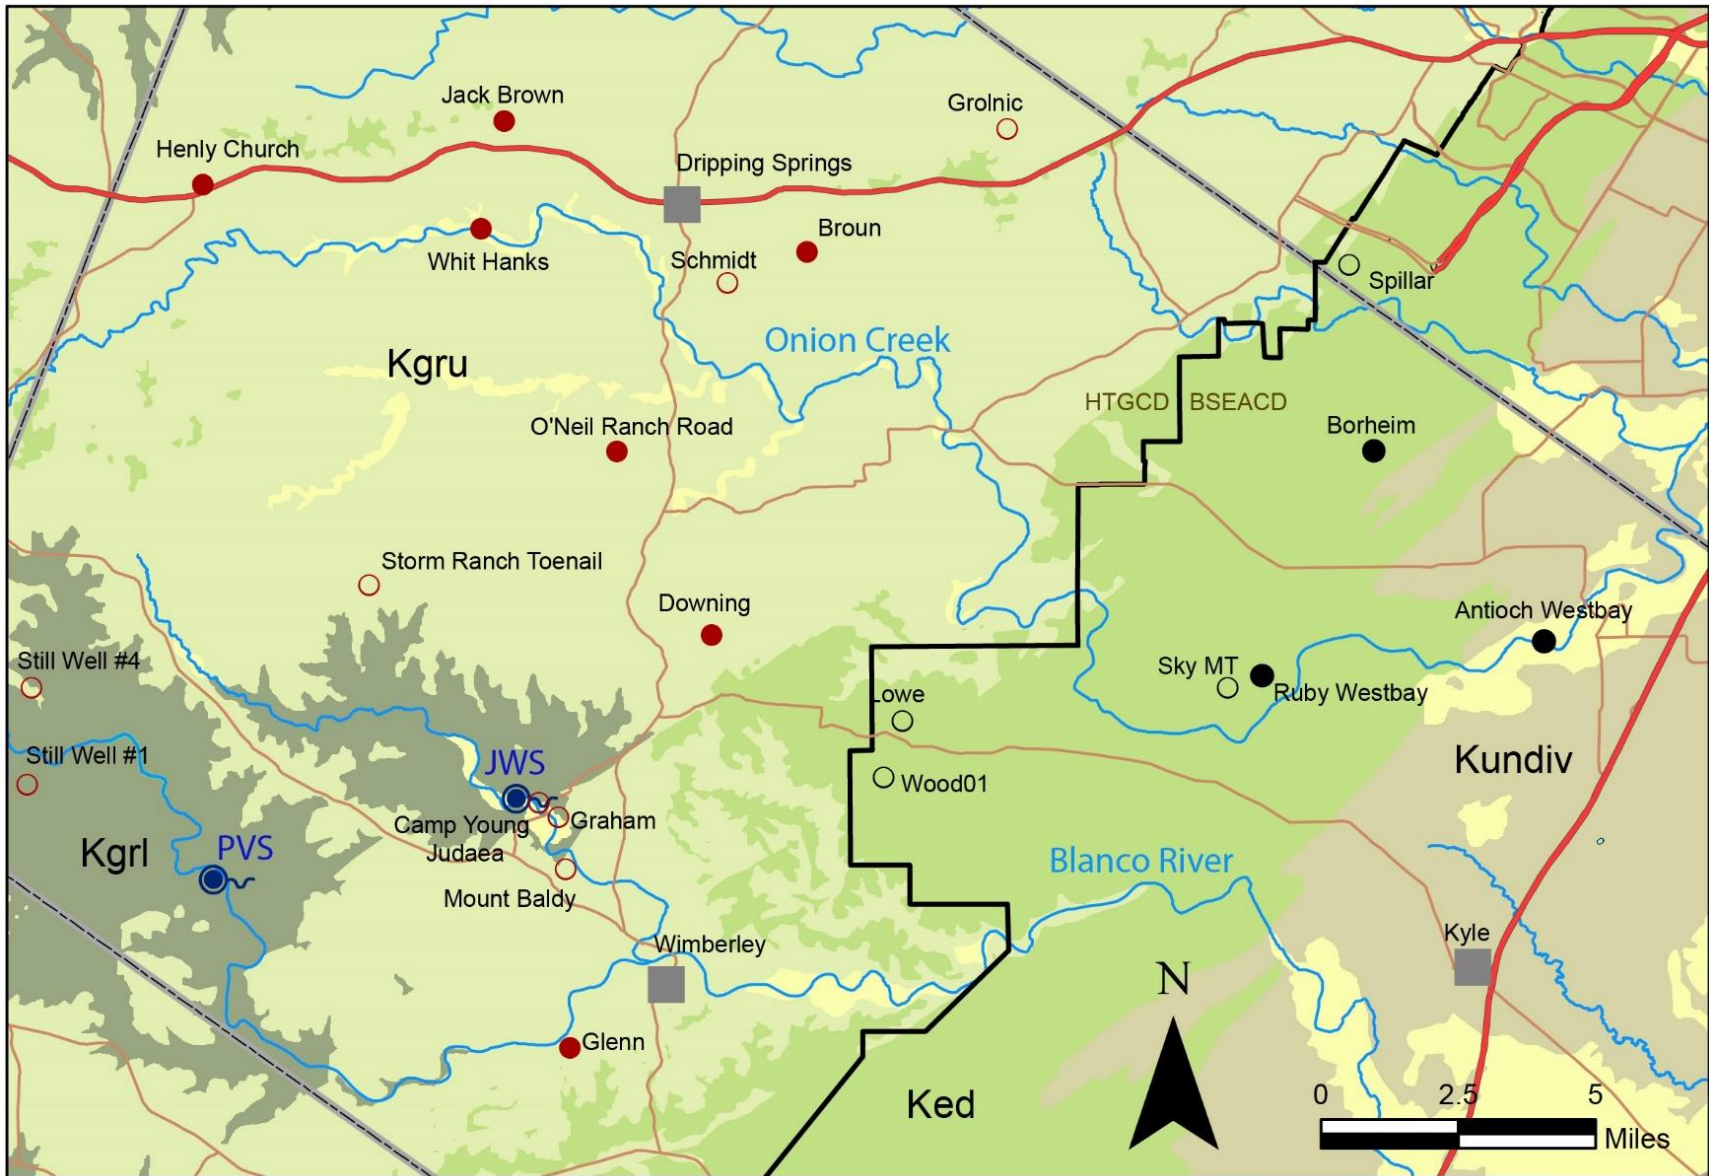 Jack Brown
Grolnic
Henly Church
Dripping Springs
Broun
Whit Hanks
Schmidt
Spillar
Onion Creek
Kgru
HTGCD
BSEACD
O'Neil Ranch Road
Borheim
Storm Ranch Toenail
Downing
Antioch Westbay
Still Well #4
Sky MT
Ruby Westbay
Lowe
Still Well #1
JWS
Kundiv
Wood01
Camp Young
Judaea
Graham
Kgrl
PVS
Blanco River
Mount Baldy
Wimberley
Kyle
N
Glenn
Ked
0 2.5 5
Miles